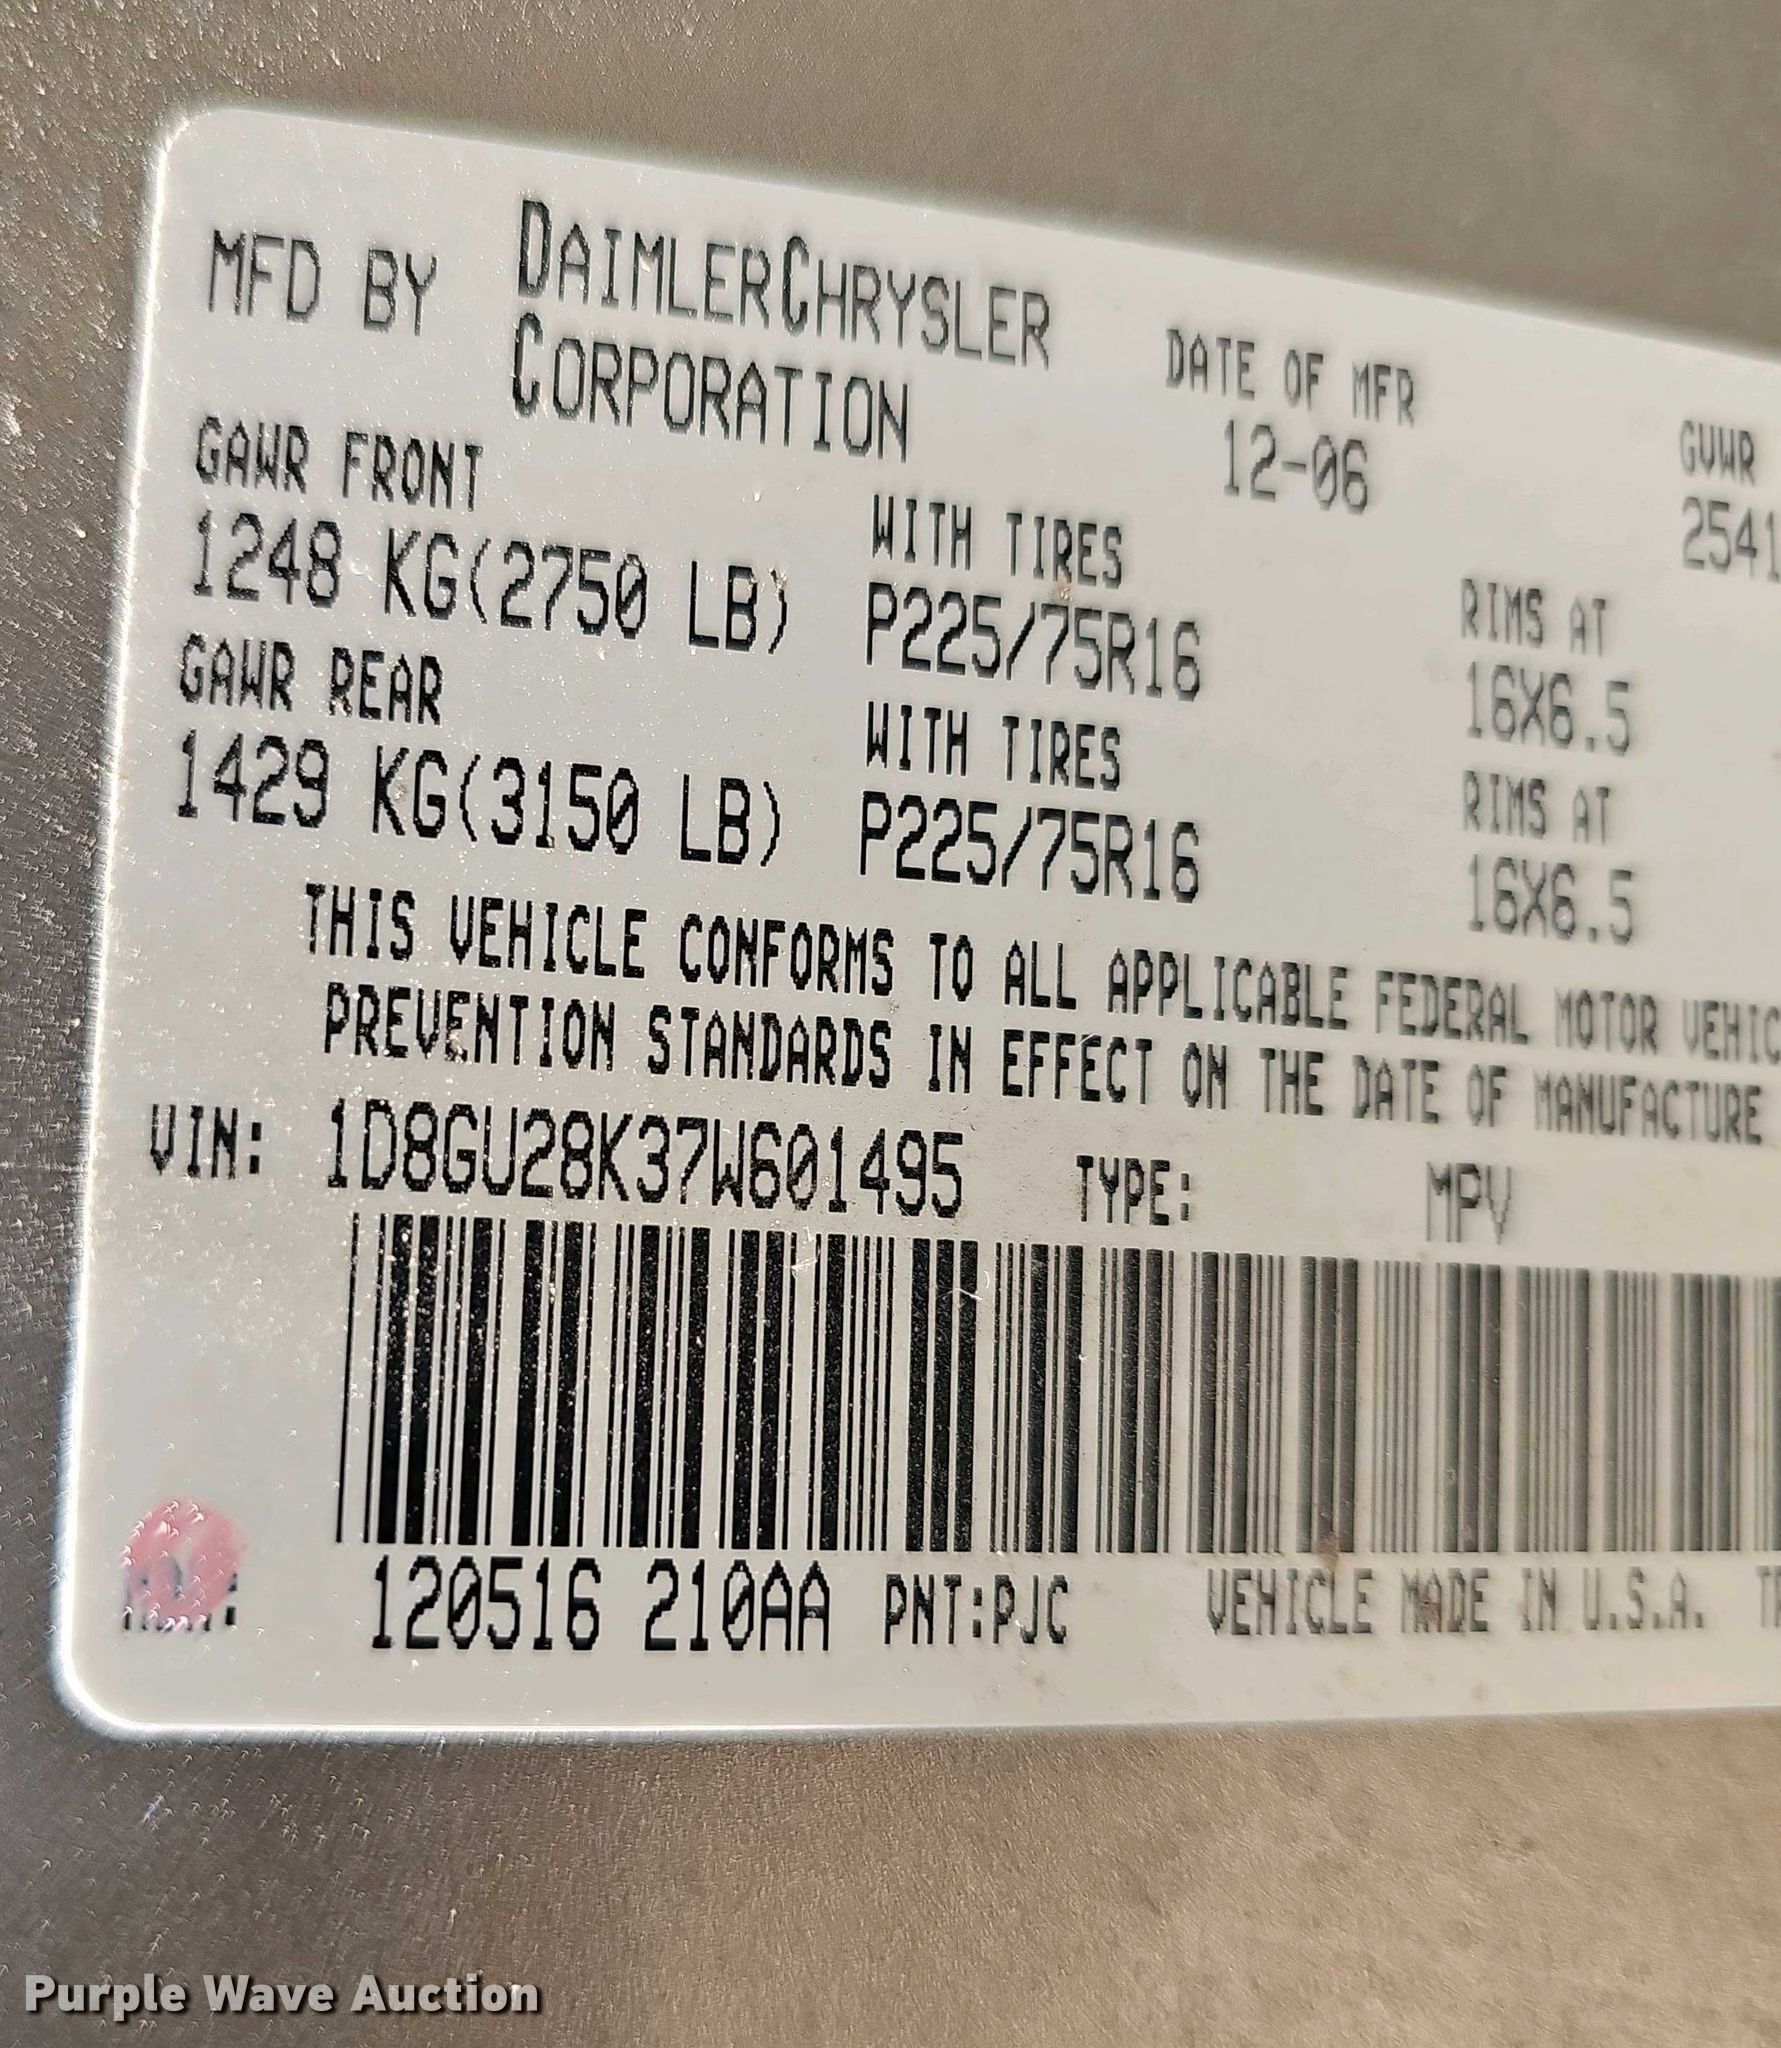 MFD BY DAIMLERCHRYSLER CORPORATION
DATE OF MFR
12-06
GVWR
2541
GAWR FRONT
1248 KG(2750 LB)
WITH TIRES
P225/75R16
RIMS AT
16X6.5
GAWR REAR
1429 KG(3150 LB)
WITH TIRES
P225/75R16
RIMS AT
16X6.5
THIS VEHICLE CONFORMS TO ALL APPLICABLE FEDERAL MOTOR VEHIC
PREVENTION STANDARDS IN EFFECT ON THE DATE OF MANUFACTURE
VIN: 1D8GU28K37W601495 TYPE: MPV
120516 210AA PNT:PJC VEHICLE MADE IN U.S.A.
Purple Wave Auction